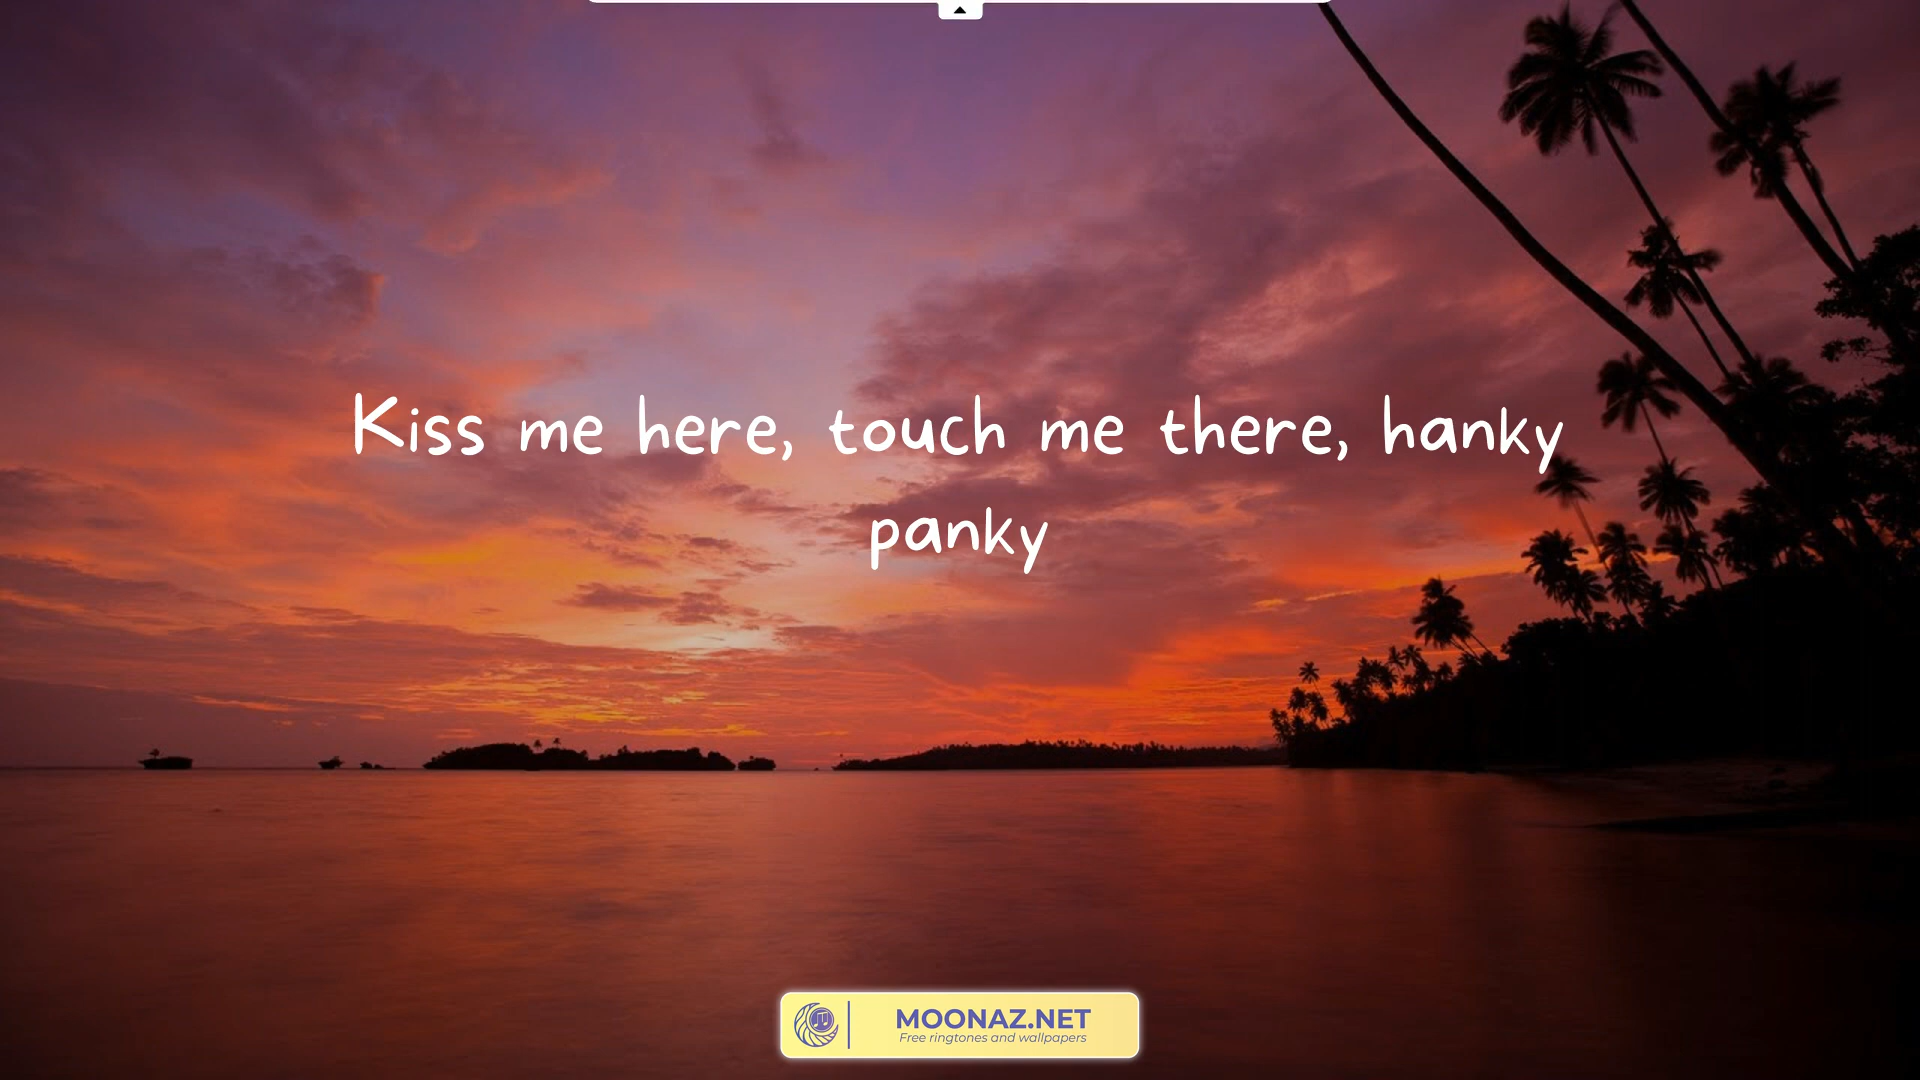 Kiss me here, touch me there, hanky
panky
MOONAZ.NET
Free ringtones and wallpapers